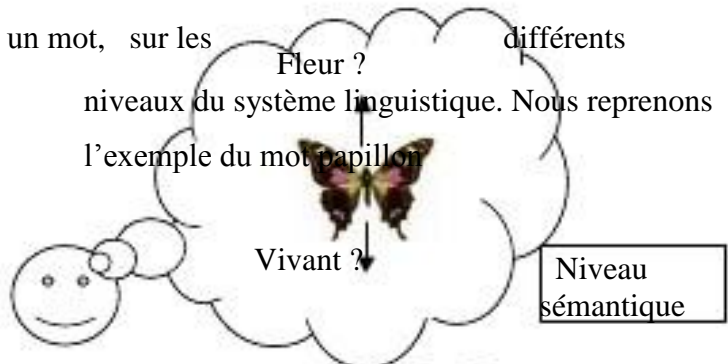 un mot, sur les différents
Fleur ?
niveaux du système linguistique. Nous reprenons
l’exemple du mot papillon
Vivant ?
Niveau
sémantique